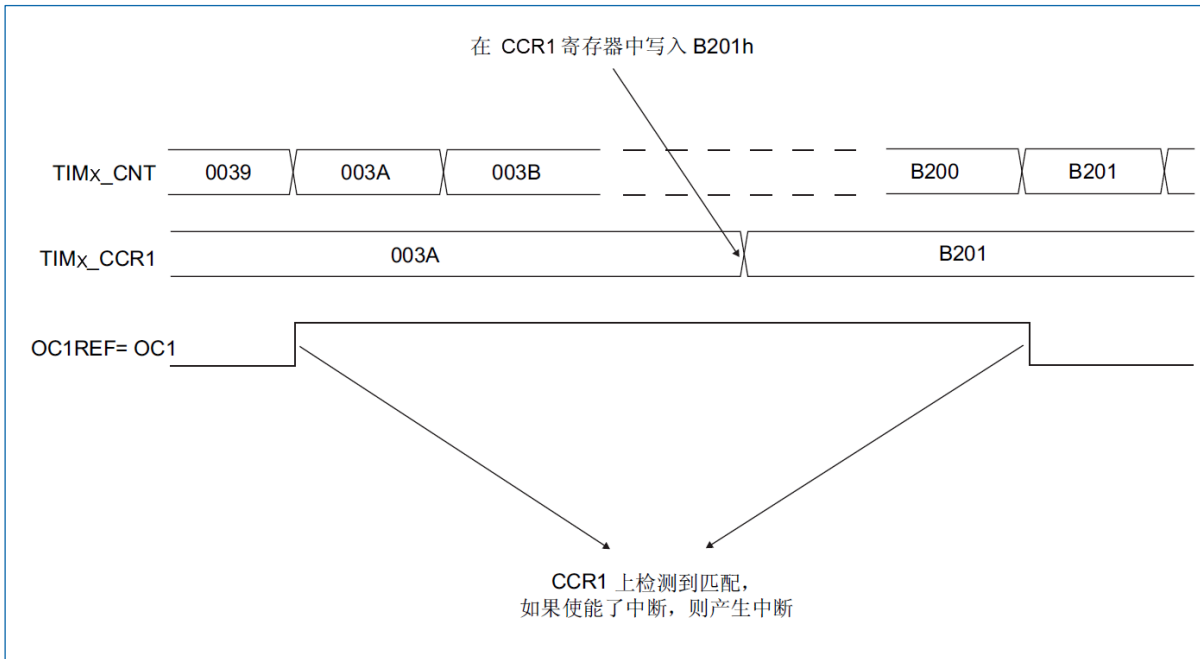 在 CCR1 寄存器中写入 B201h
TIMx_CNT 0039 003A 003B B200 B201
TIMx_CCR1 003A B201
OC1REF= OC1
CCR1 上检测到匹配，
如果使能了中断，则产生中断